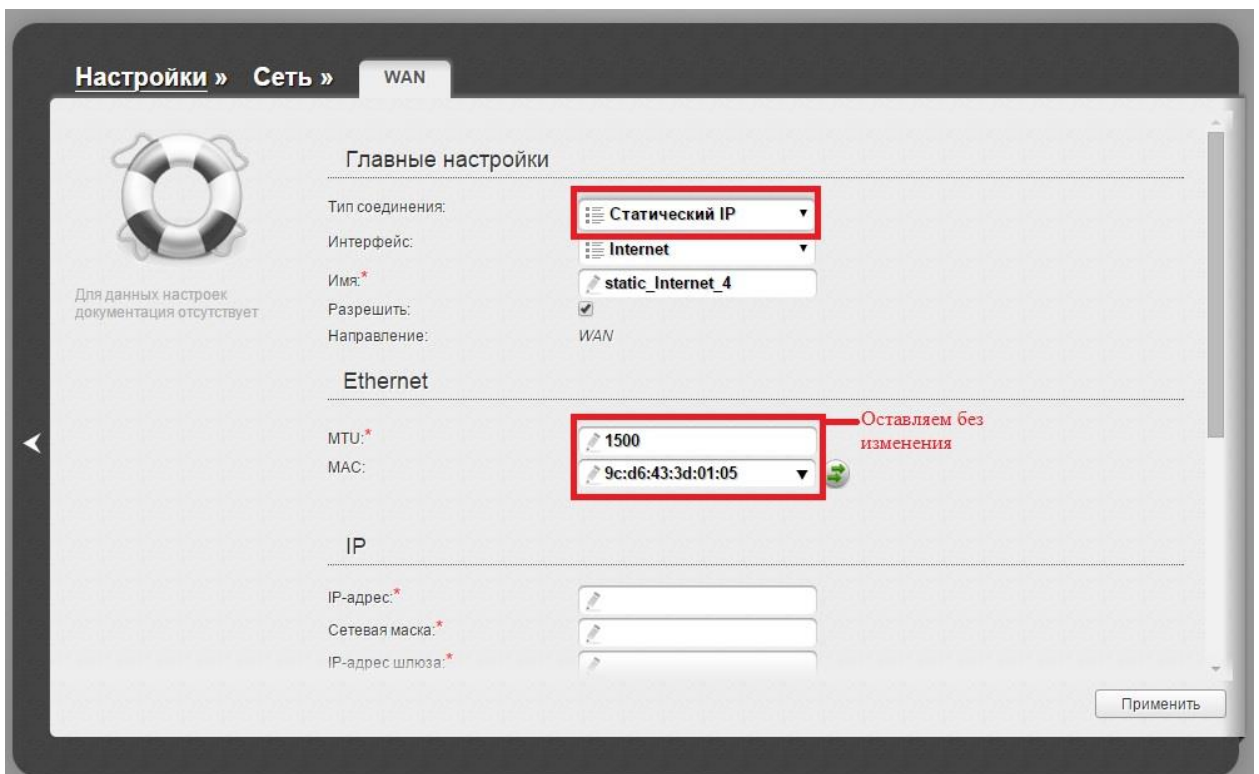 Настройки » Сеть » WAN
Главные настройки
Тип соединения: Статический IP
Интерфейс: Internet
Имя:* static_Internet_4
Разрешить:
Направление: WAN
Для данных настроек
документация отсутствует
Ethernet
MTU:* 1500
MAC: 9c:d6:43:3d:01:05
Оставляем без
изменения
IP
IP-адрес:*
Сетевая маска:*
IP-адрес шлюза:*
Применить